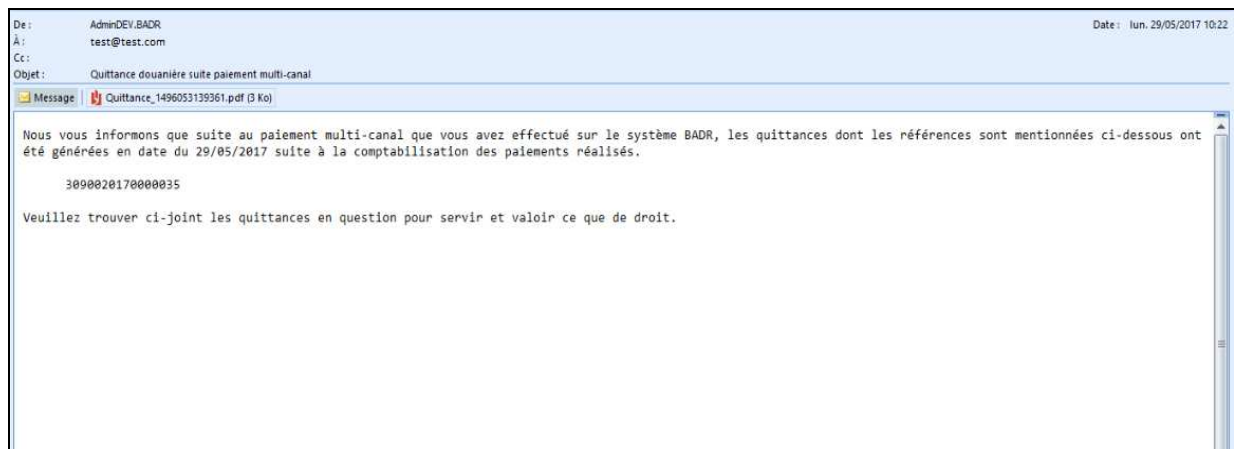 De : AdminDEV.BADR Date : lun. 29/05/2017 10:22
À : test@test.com
Cc :
Objet : Quittance douanière suite paiement multi-canal
Message Quittance_1496053139361.pdf (3 Ko)
Nous vous informons que suite au paiement multi-canal que vous avez effectué sur le système BADR, les quittances dont les références sont mentionnées ci-dessous ont
été générées en date du 29/05/2017 suite à la comptabilisation des paiements réalisés.
3090020170000035
Veuillez trouver ci-joint les quittances en question pour servir et valoir ce que de droit.